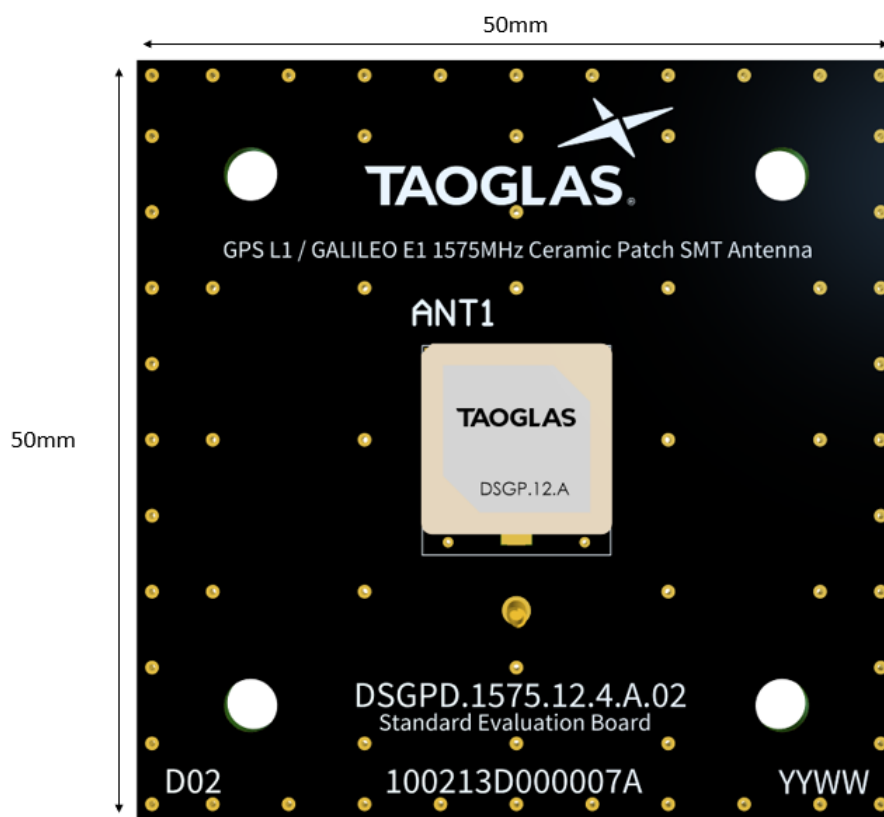 50mm
50mm
TAOGLAS®
GPS L1 / GALILEO E1 1575MHz Ceramic Patch SMT Antenna
ANT1
TAOGLAS
DSGP.12.A
DSGPD.1575.12.4.A.02
Standard Evaluation Board
D02 100213D000007A YYWW